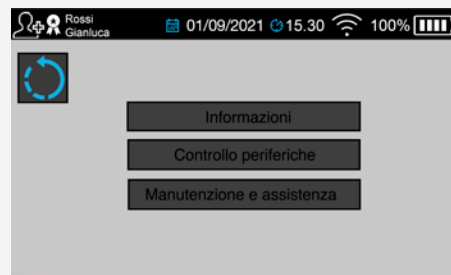 Rossi
Gianluca
01/09/2021 15.30 100%
Informazioni
Controllo periferiche
Manutenzione e assistenza